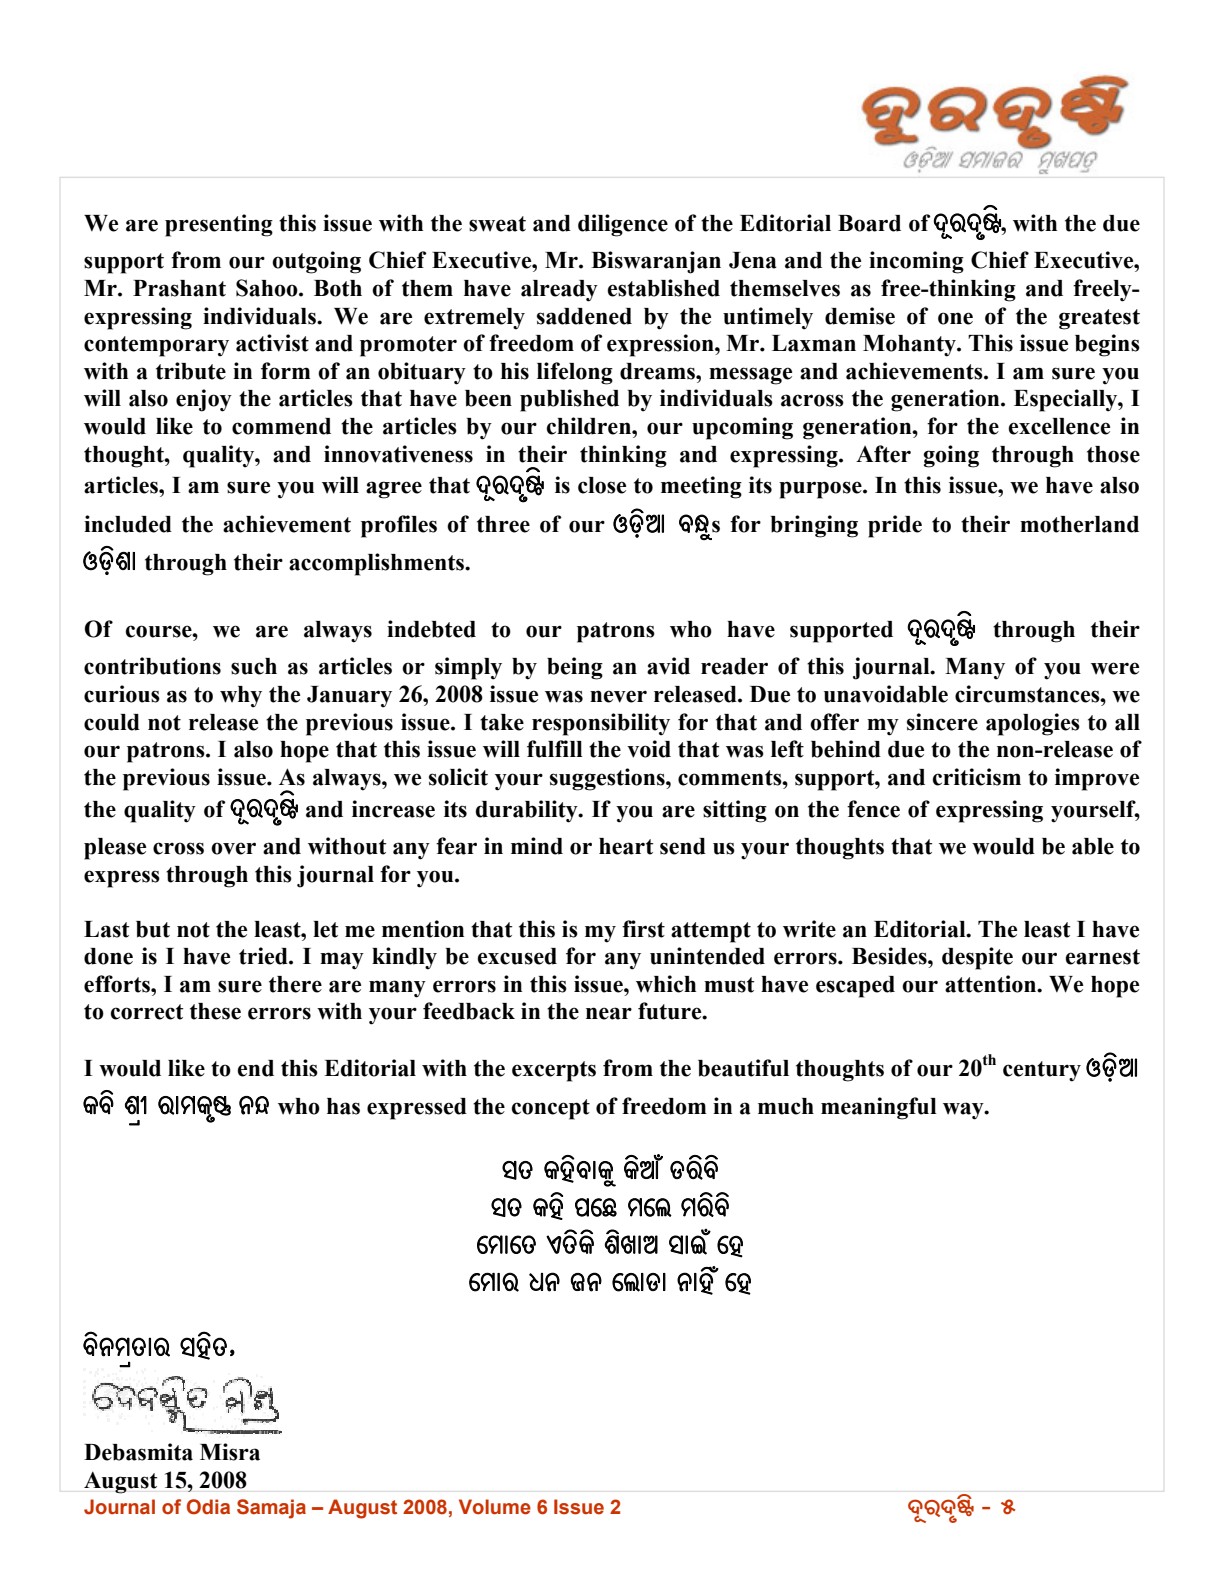 ଦୂରଦୃଷ୍ଟି
ଓଡ଼ିଆ ସମାଜର ମୁଖପତ୍ର
We are presenting this issue with the sweat and diligence of the Editorial Board of ଦୂରଦୃଷ୍ଟି, with the due
support from our outgoing Chief Executive, Mr. Biswaranjan Jena and the incoming Chief Executive,
Mr. Prashant Sahoo. Both of them have already established themselves as free-thinking and freely-
expressing individuals. We are extremely saddened by the untimely demise of one of the greatest
contemporary activist and promoter of freedom of expression, Mr. Laxman Mohanty. This issue begins
with a tribute in form of an obituary to his lifelong dreams, message and achievements. I am sure you
will also enjoy the articles that have been published by individuals across the generation. Especially, I
would like to commend the articles by our children, our upcoming generation, for the excellence in
thought, quality, and innovativeness in their thinking and expressing. After going through those
articles, I am sure you will agree that ଦୂରଦୃଷ୍ଟି is close to meeting its purpose. In this issue, we have also
included the achievement profiles of three of our ଓଡ଼ିଆ ବନ୍ଧୁs for bringing pride to their motherland
ଓଡ଼ିଶା through their accomplishments.
Of course, we are always indebted to our patrons who have supported ଦୂରଦୃଷ୍ଟି through their
contributions such as articles or simply by being an avid reader of this journal. Many of you were
curious as to why the January 26, 2008 issue was never released. Due to unavoidable circumstances, we
could not release the previous issue. I take responsibility for that and offer my sincere apologies to all
our patrons. I also hope that this issue will fulfill the void that was left behind due to the non-release of
the previous issue. As always, we solicit your suggestions, comments, support, and criticism to improve
the quality of ଦୂରଦୃଷ୍ଟି and increase its durability. If you are sitting on the fence of expressing yourself,
please cross over and without any fear in mind or heart send us your thoughts that we would be able to
express through this journal for you.
Last but not the least, let me mention that this is my first attempt to write an Editorial. The least I have
done is I have tried. I may kindly be excused for any unintended errors. Besides, despite our earnest
efforts, I am sure there are many errors in this issue, which must have escaped our attention. We hope
to correct these errors with your feedback in the near future.
I would like to end this Editorial with the excerpts from the beautiful thoughts of our 20th century ଓଡ଼ିଆ
କବି ଶ୍ରୀ ରାମକୃଷ୍ଣ ନନ୍ଦ who has expressed the concept of freedom in a much meaningful way.
ସତ କହିବାକୁ କିଆଁ ଡରିବି
ସତ କହି ପଛେ ମଲେ ମରିବି
ମୋତେ ଏତିକି ଶିଖାଅ ସାଇଁ ହେ
ମୋର ଧନ ଜନ ଲୋଡା ନାହିଁ ହେ
ବିନମ୍ରତାର ସହିତ,
ଦେବସ୍ମିତା ମିଶ୍ର
Debasmita Misra
August 15, 2008
Journal of Odia Samaja – August 2008, Volume 6 Issue 2 ଦୂରଦୃଷ୍ଟି - ୫